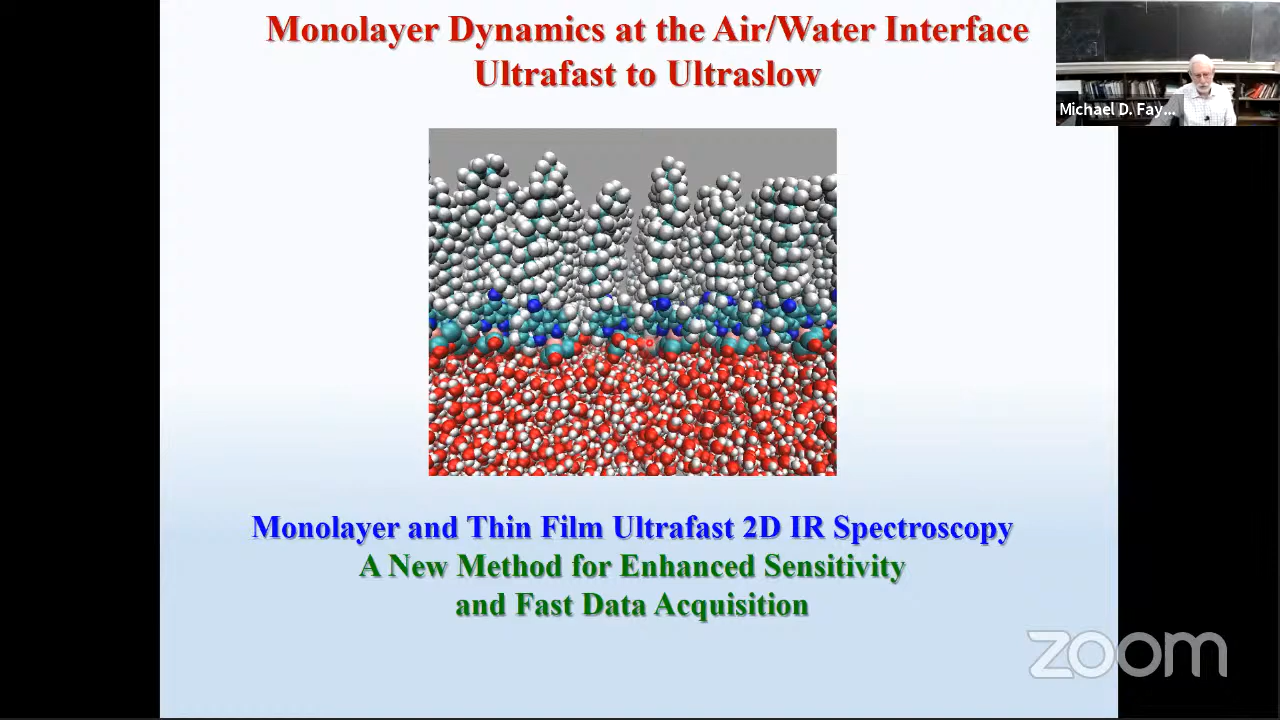 Monolayer Dynamics at the Air/Water Interface
Ultrafast to Ultraslow
Michael D. Fay...
Monolayer and Thin Film Ultrafast 2D IR Spectroscopy
A New Method for Enhanced Sensitivity
and Fast Data Acquisition
zoom